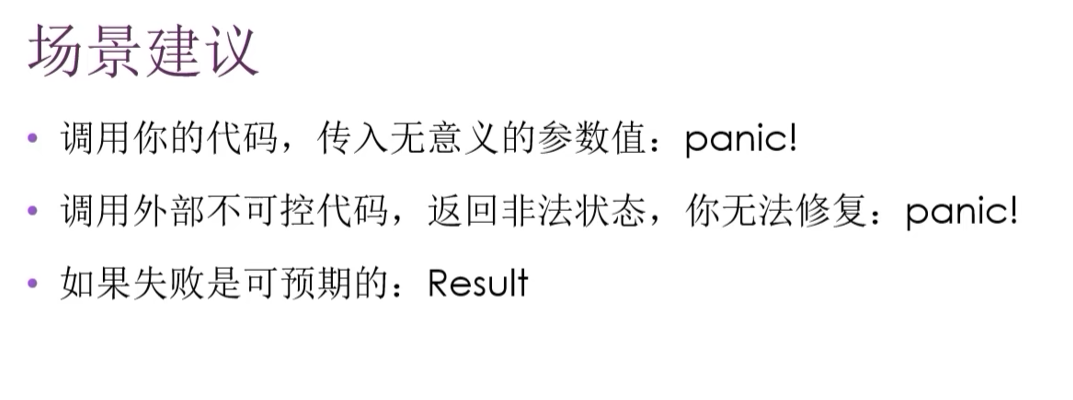 场景建议
• 调用你的代码，传入无意义的参数值：panic!
• 调用外部不可控代码，返回非法状态，你无法修复：panic!
• 如果失败是可预期的：Result